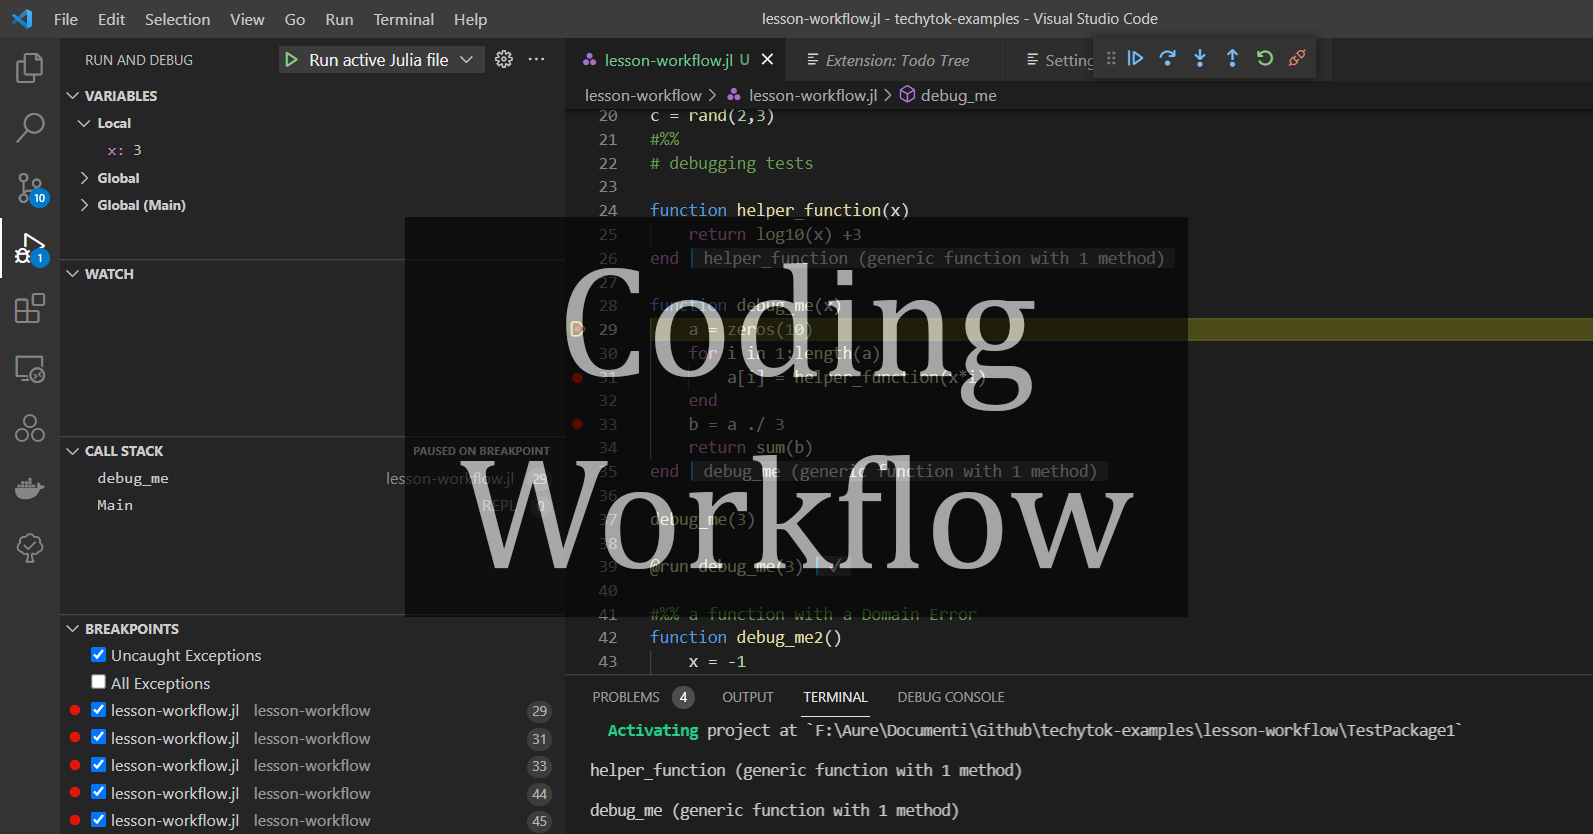 File Edit Selection View Go Run Terminal Help
lesson-workflow.jl - techytok-examples - Visual Studio Code
RUN AND DEBUG
Run active Julia file
VARIABLES
Local
x: 3
Global
Global (Main)
WATCH
CALL STACK PAUSED ON BREAKPOINT
debug_me lesson-workflow.jl 29
Main REPL 0
BREAKPOINTS
Uncaught Exceptions
All Exceptions
lesson-workflow.jl lesson-workflow 29
lesson-workflow.jl lesson-workflow 31
lesson-workflow.jl lesson-workflow 33
lesson-workflow.jl lesson-workflow 44
lesson-workflow.jl lesson-workflow 45
10
1
lesson-workflow.jl U
Extension: Todo Tree
Setting
lesson-workflow > lesson-workflow.jl > debug_me
20 c = rand(2,3)
21 #%%
22 # debugging tests
23
24 function helper_function(x)
25 return log10(x) +3
26 end helper_function (generic function with 1 method)
27
28 function debug_me(x)
29 a = zeros(10)
30 for i in 1:length(a)
31 a[i] = helper_function(x*i)
32 end
33 b = a ./ 3
34 return sum(b)
35 end debug_me (generic function with 1 method)
36
37 debug_me(3)
38
39 @run debug_me(3) ✓
40
41 #%% a function with a Domain Error
42 function debug_me2()
43 x = -1
Coding
Workflow
PROBLEMS 4 OUTPUT TERMINAL DEBUG CONSOLE
Activating project at `F:\Aure\Documenti\Github\techytok-examples\lesson-workflow\TestPackage1`
helper_function (generic function with 1 method)
debug_me (generic function with 1 method)